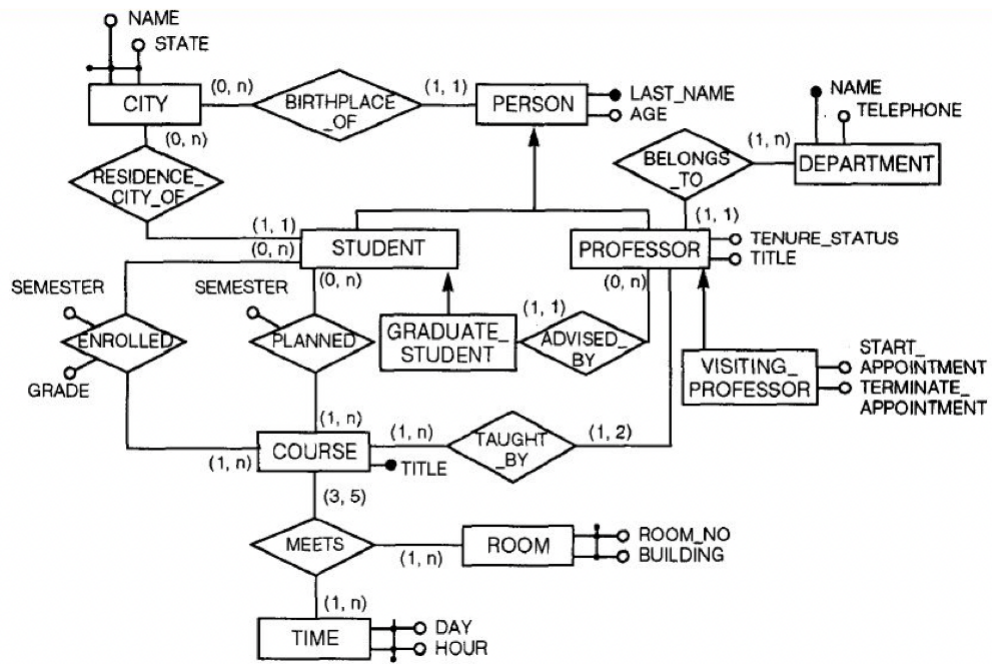 NAME
STATE
CITY
(0, n)
BIRTHPLACE
_OF
(1, 1)
PERSON
LAST_NAME
AGE
NAME
TELEPHONE
(0, n)
RESIDENCE_
CITY_OF
(1, 1)
BELONGS
_TO
(1, n)
DEPARTMENT
(1, 1)
STUDENT
(0, n)
(0, n)
PROFESSOR
TENURE_STATUS
TITLE
(0, n)
SEMESTER
ENROLLED
GRADE
SEMESTER
PLANNED
GRADUATE_
STUDENT
(1, 1)
ADVISED_
BY
VISITING_
PROFESSOR
START_
APPOINTMENT
TERMINATE_
APPOINTMENT
(1, n)
(1, n)
COURSE
TITLE
(1, n)
TAUGHT
_BY
(1, 2)
(3, 5)
MEETS
(1, n)
ROOM
ROOM_NO
BUILDING
(1, n)
TIME
DAY
HOUR